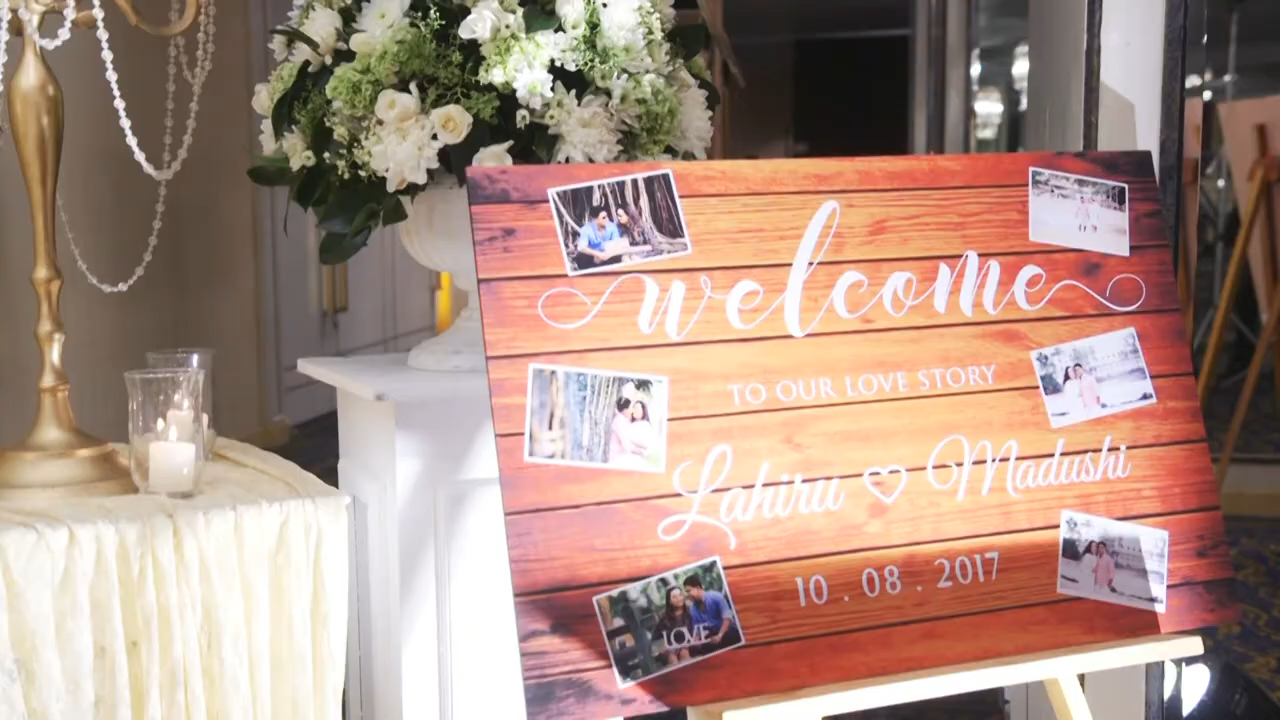 welcome
TO OUR LOVE STORY
Lahiru ♡ Madushi
10 . 08 . 2017
LOVE